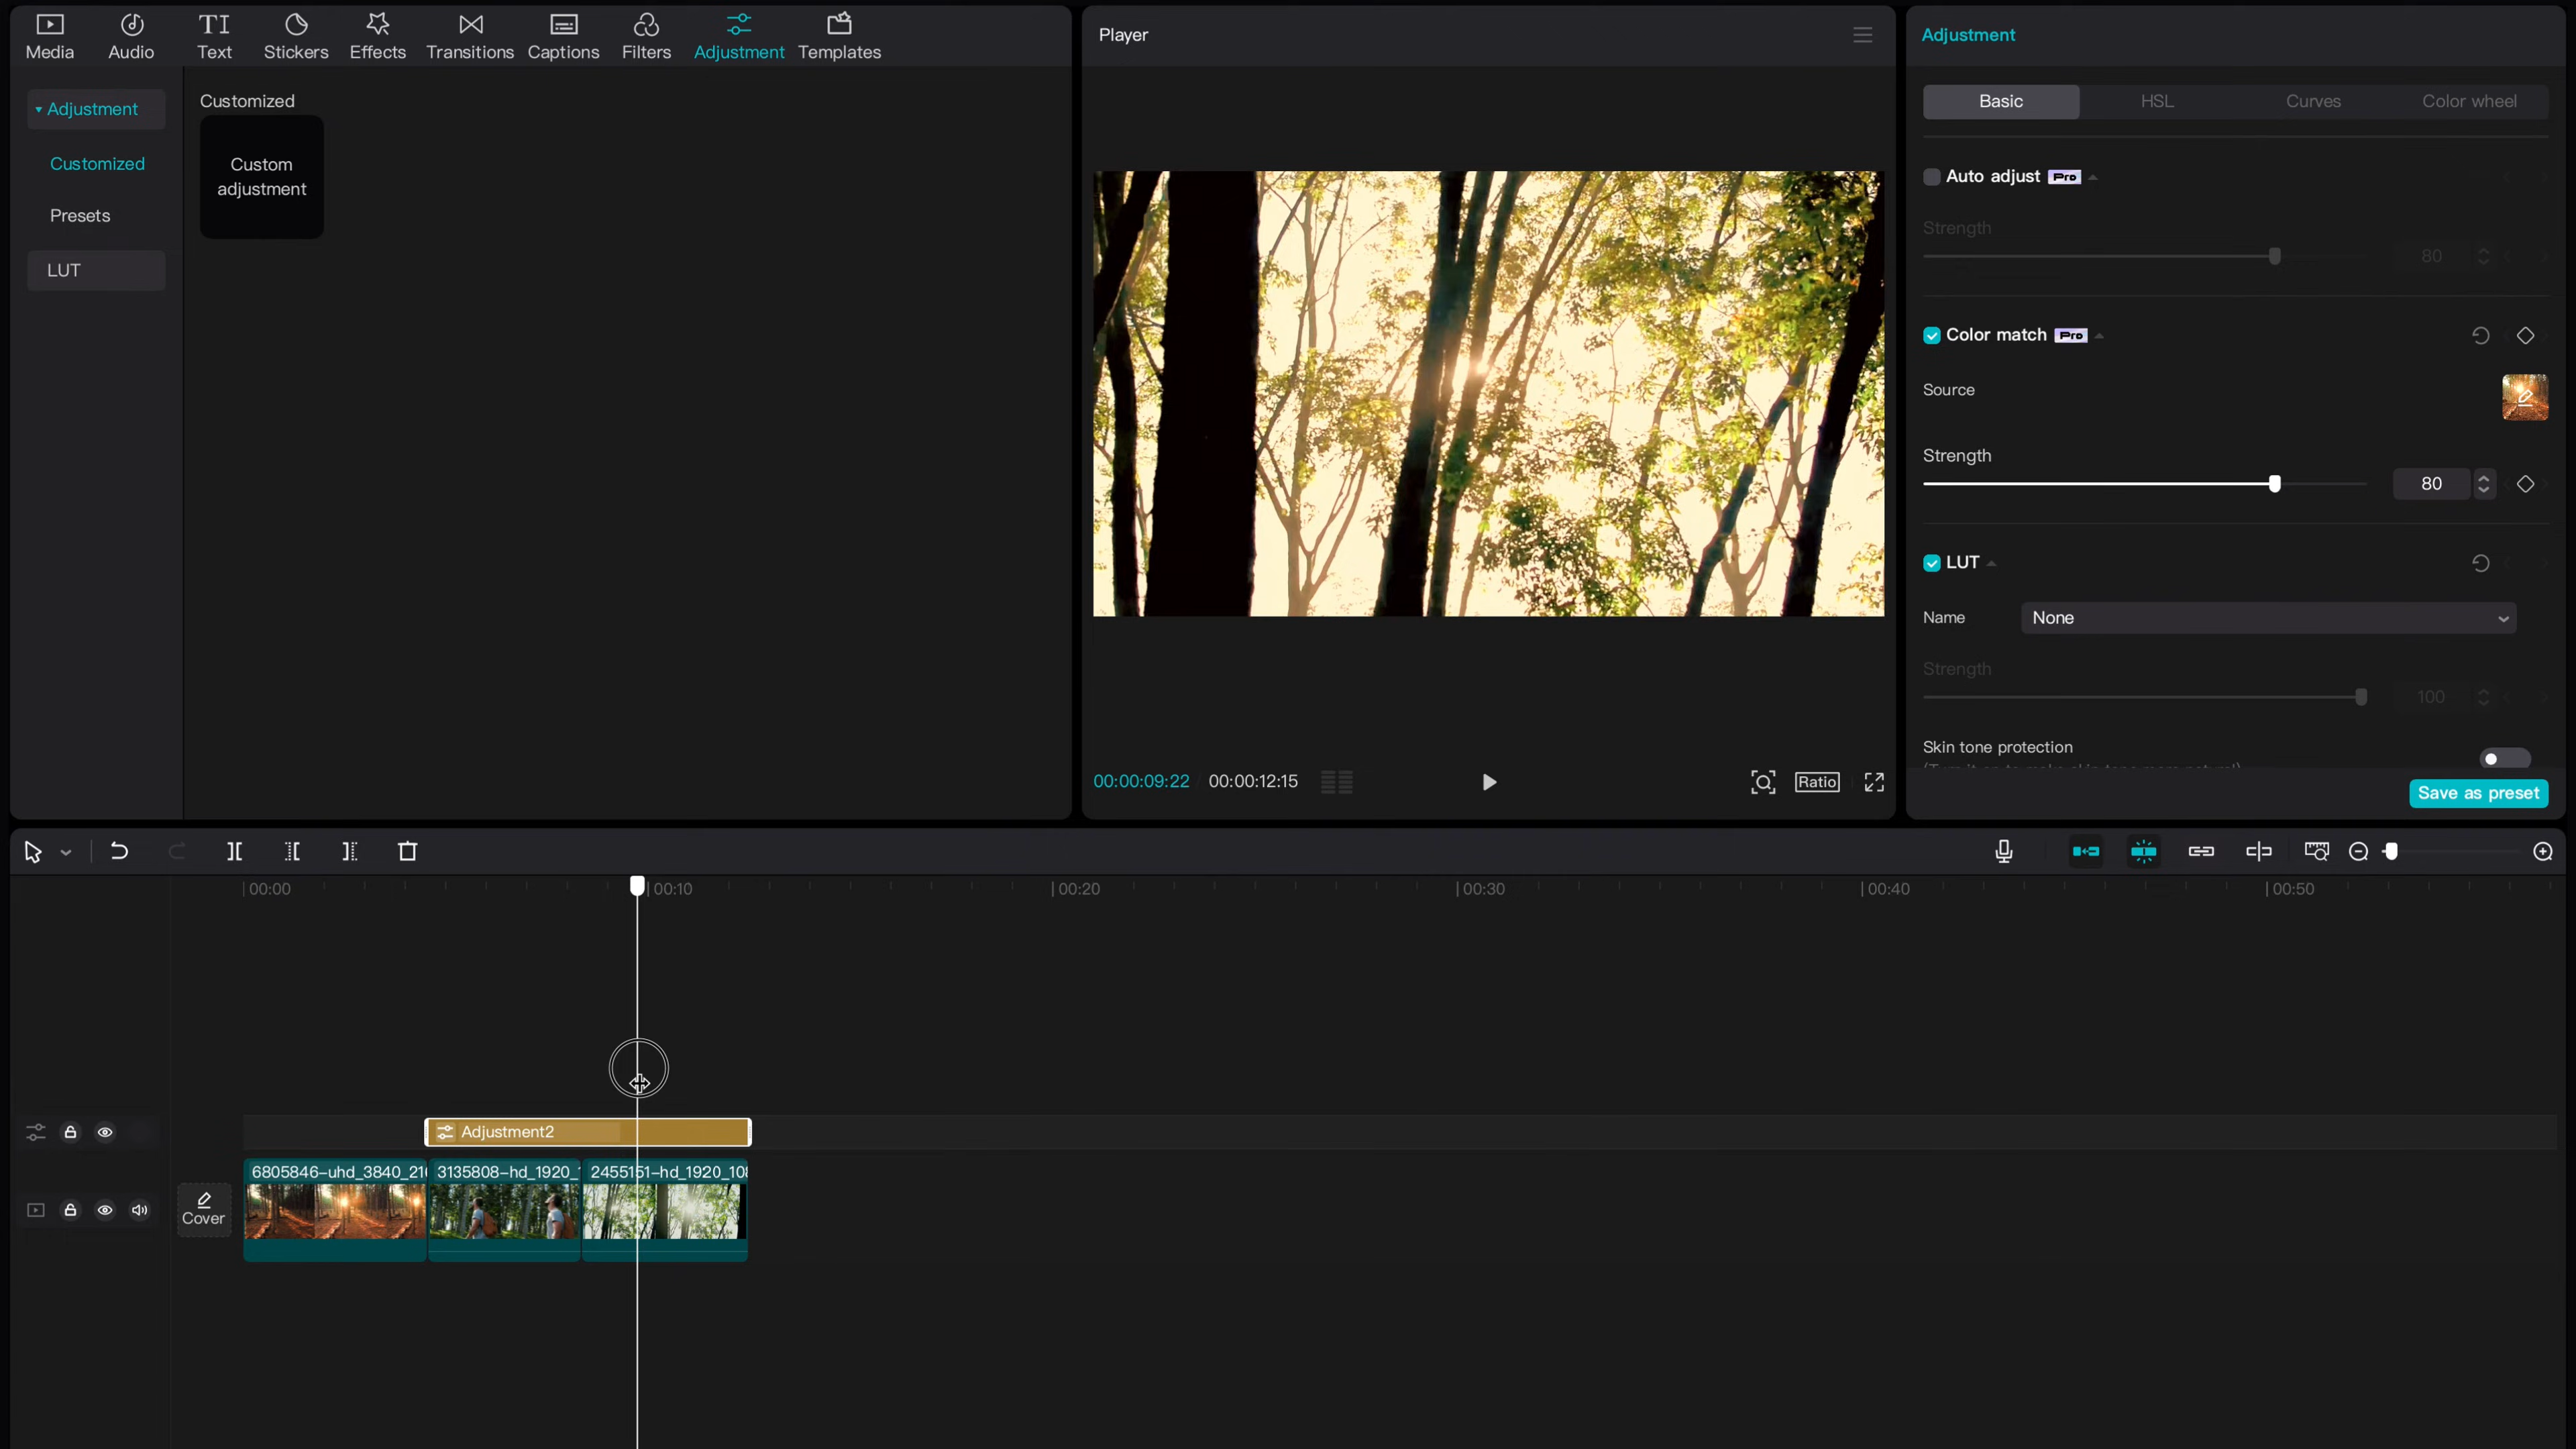 Media
Audio
Text
Stickers
Effects
Transitions
Captions
Filters
Adjustment
Templates
Adjustment
Customized
Presets
LUT
Customized
Custom
adjustment
Player
00:00:09:22
00:00:12:15
Ratio
Adjustment
Basic
HSL
Curves
Color wheel
Auto adjust Pro
Strength
80
Color match Pro
Source
Strength
80
LUT
Name
None
Strength
100
Skin tone protection
Save as preset
00:00
00:10
00:20
00:30
00:40
00:50
Adjustment2
Cover
6805846-uhd_3840_21
3135808-hd_1920_
2455151-hd_1920_108